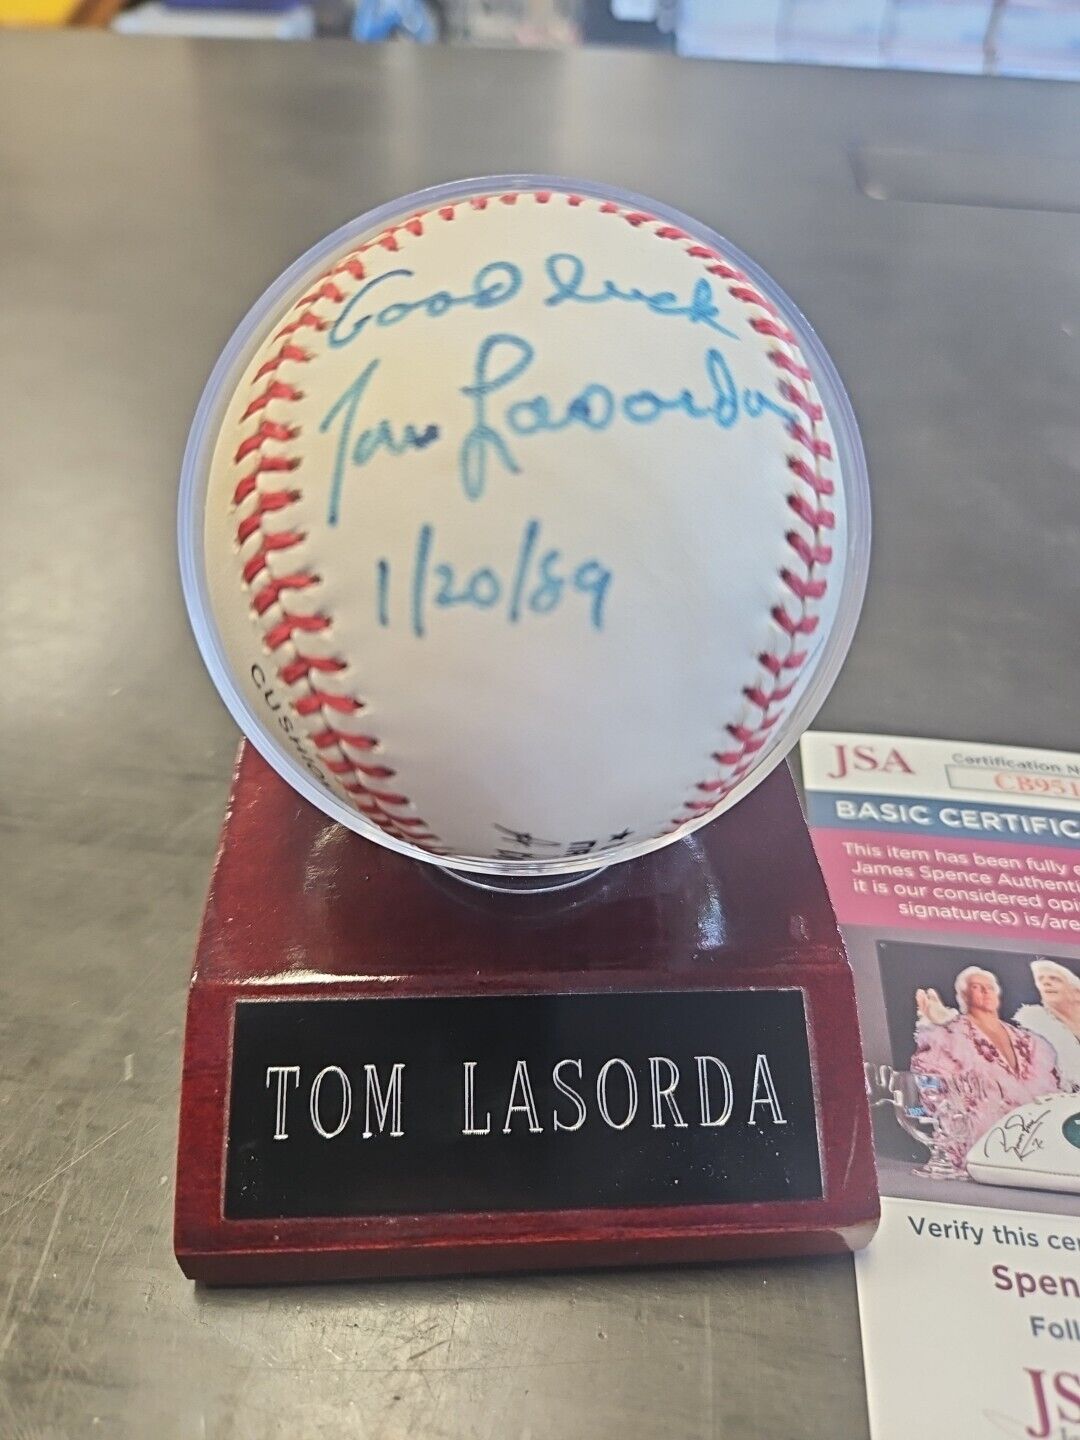 Good luck
Tom Lasorda
1/20/89
CUSHION
TOM LASORDA
JSA
Certification N
CB951
BASIC CERTIFIC
This item has been fully e
James Spence Authenti
it is our considered opi
signature(s) is/are
Verify this cer
Spen
Foll
JS